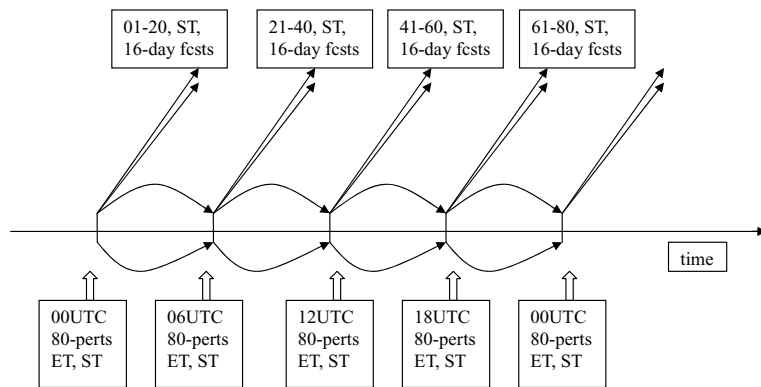 01-20, ST,
16-day fcsts
21-40, ST,
16-day fcsts
41-60, ST,
16-day fcsts
61-80, ST,
16-day fcsts
time
00UTC
80-perts
ET, ST
06UTC
80-perts
ET, ST
12UTC
80-perts
ET, ST
18UTC
80-perts
ET, ST
00UTC
80-perts
ET, ST